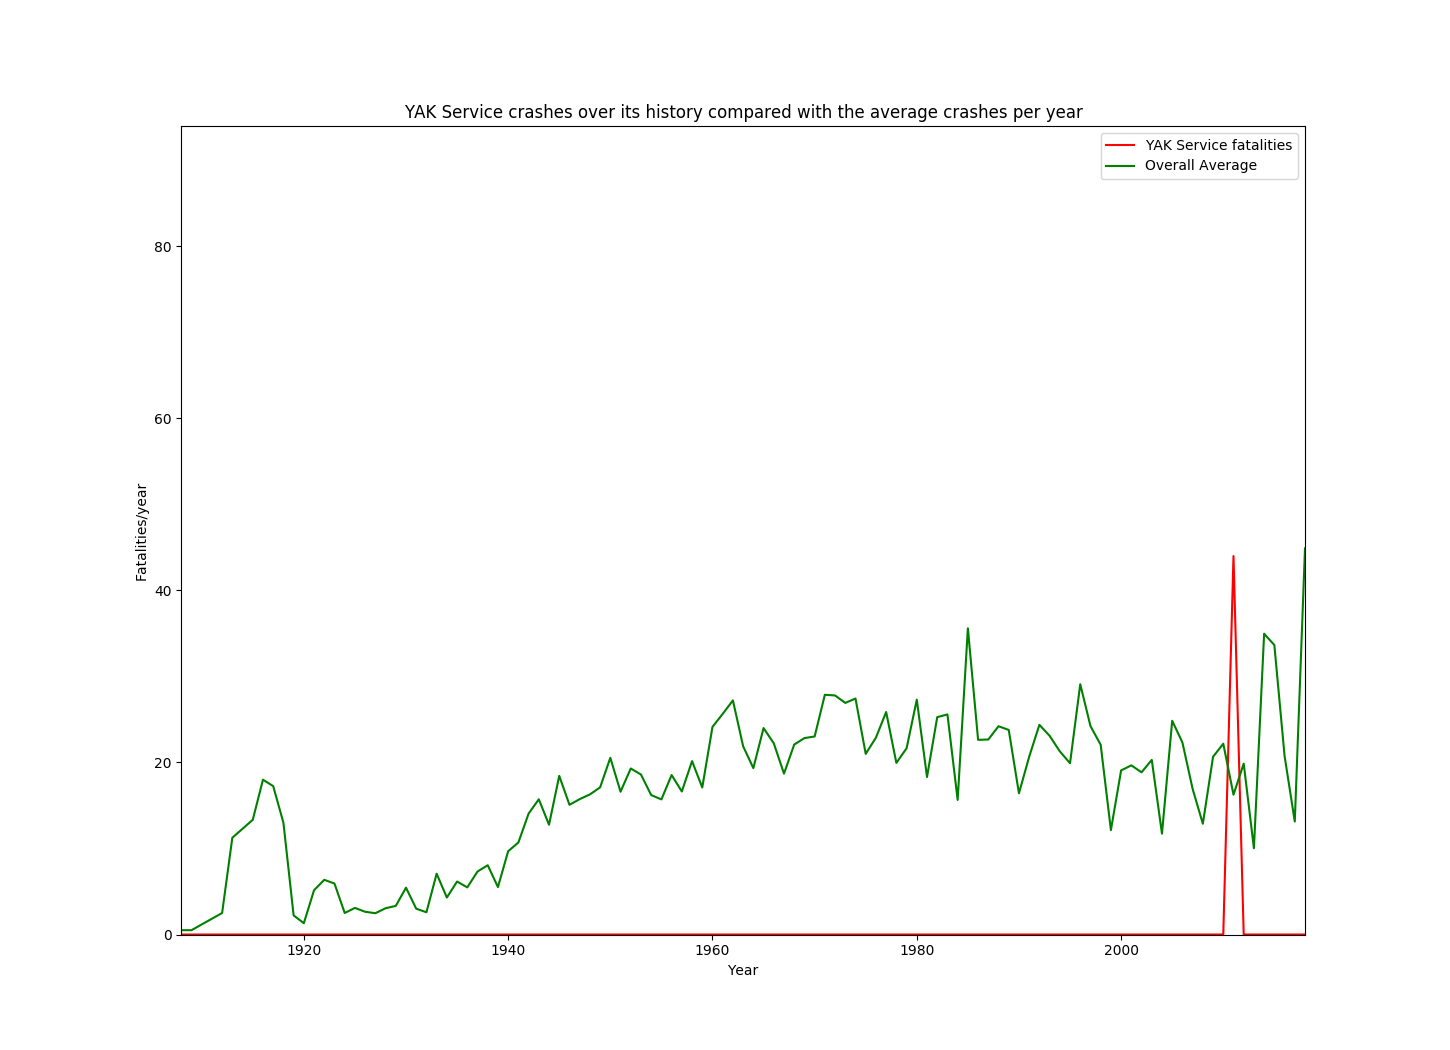 YAK Service crashes over its history compared with the average crashes per year
YAK Service fatalities
Overall Average
80
60
40
20
0
Fatalities/year
1920 1940 1960 1980 2000
Year